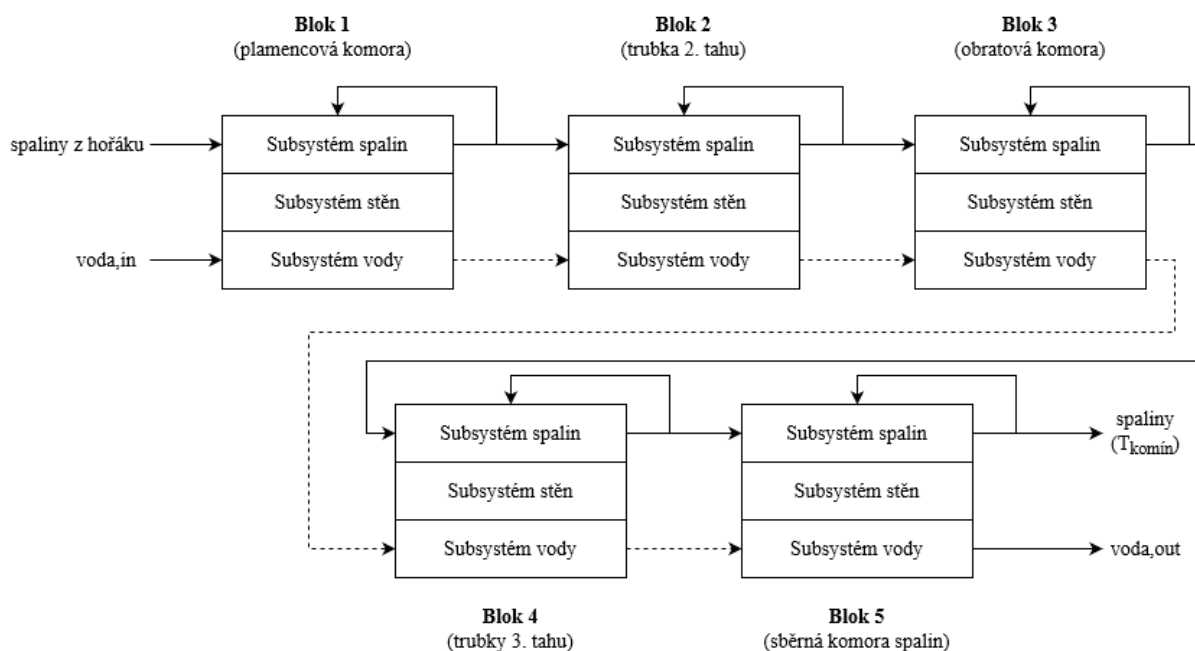 Blok 1
(plamencová komora)
Blok 2
(trubka 2. tahu)
Blok 3
(obratová komora)
spaliny z hořáku
Subsystém spalin
Subsystém spalin
Subsystém spalin
Subsystém stěn
Subsystém stěn
Subsystém stěn
voda,in
Subsystém vody
Subsystém vody
Subsystém vody
Subsystém spalin
Subsystém spalin
spaliny
(Tkomín)
Subsystém stěn
Subsystém stěn
Subsystém vody
Subsystém vody
voda,out
Blok 4
(trubky 3. tahu)
Blok 5
(sběrná komora spalin)